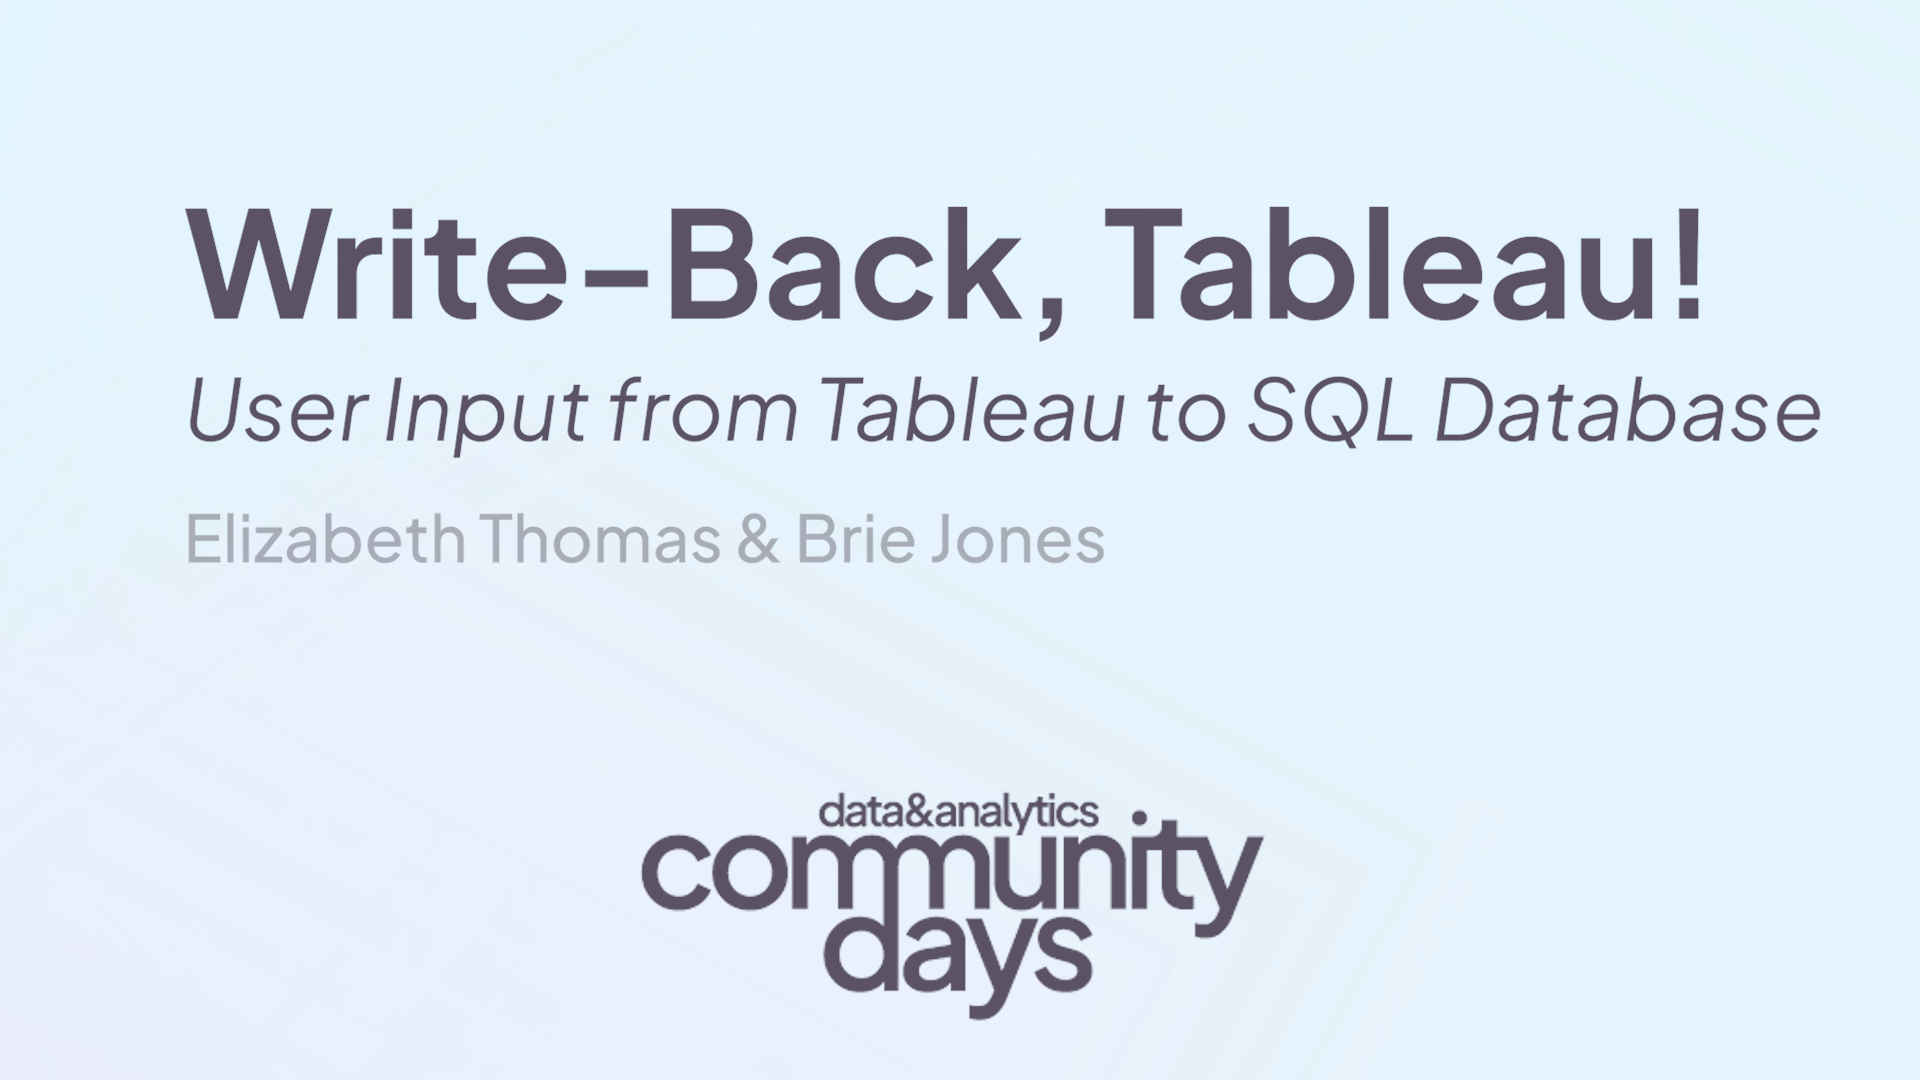 Write-Back, Tableau!
User Input from Tableau to SQL Database
Elizabeth Thomas & Brie Jones
data&analytics
community
days